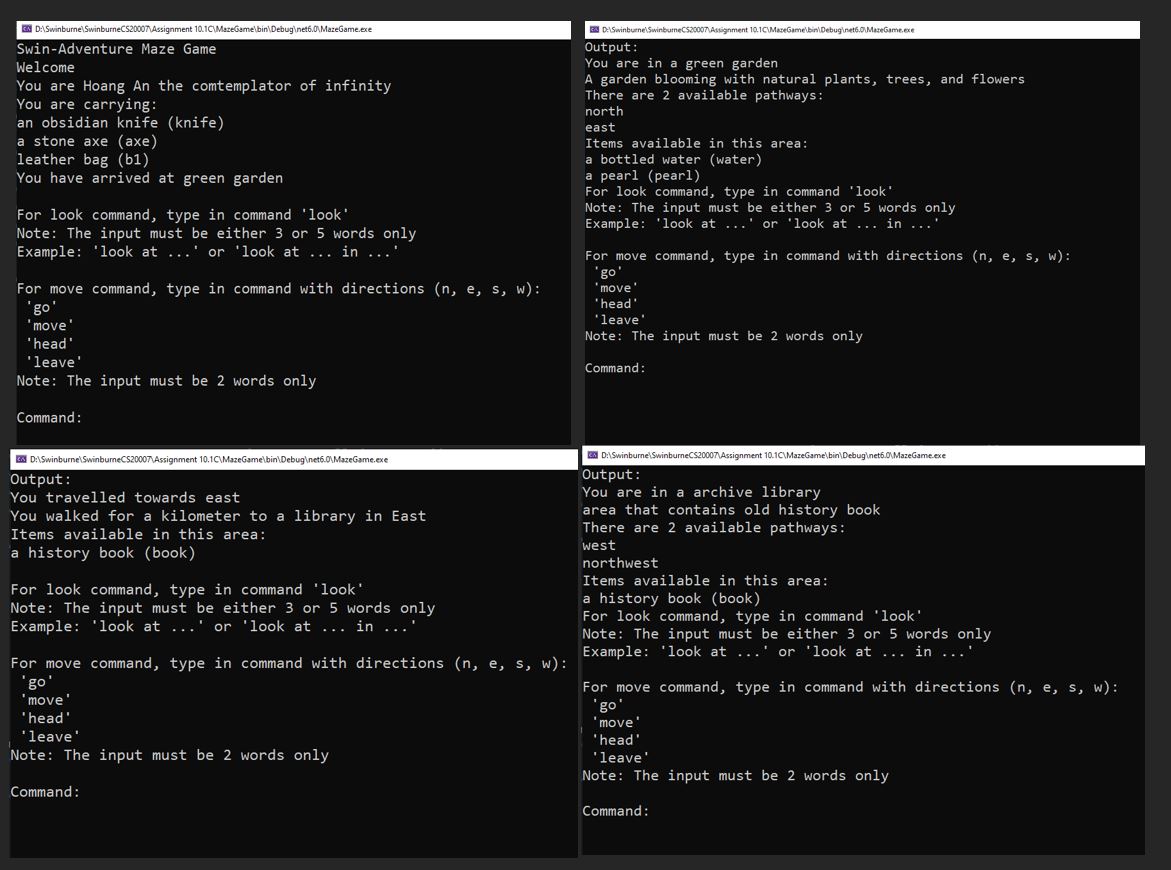 D:\Swinburne\SwinburneCS20007\Assignment 10.1C\MazeGame\bin\Debug\net6.0\MazeGame.exe
Swin-Adventure Maze Game
Welcome
You are Hoang An the comtemplator of infinity
You are carrying:
an obsidian knife (knife)
a stone axe (axe)
leather bag (b1)
You have arrived at green garden

For look command, type in command 'look'
Note: The input must be either 3 or 5 words only
Example: 'look at ...' or 'look at ... in ...'

For move command, type in command with directions (n, e, s, w):
'go'
'move'
'head'
'leave'
Note: The input must be 2 words only

Command:
D:\Swinburne\SwinburneCS20007\Assignment 10.1C\MazeGame\bin\Debug\net6.0\MazeGame.exe
Output:
You are in a green garden
A garden blooming with natural plants, trees, and flowers
There are 2 available pathways:
north
east
Items available in this area:
a bottled water (water)
a pearl (pearl)
For look command, type in command 'look'
Note: The input must be either 3 or 5 words only
Example: 'look at ...' or 'look at ... in ...'

For move command, type in command with directions (n, e, s, w):
'go'
'move'
'head'
'leave'
Note: The input must be 2 words only

Command:
D:\Swinburne\SwinburneCS20007\Assignment 10.1C\MazeGame\bin\Debug\net6.0\MazeGame.exe
Output:
You travelled towards east
You walked for a kilometer to a library in East
Items available in this area:
a history book (book)

For look command, type in command 'look'
Note: The input must be either 3 or 5 words only
Example: 'look at ...' or 'look at ... in ...'

For move command, type in command with directions (n, e, s, w):
'go'
'move'
'head'
'leave'
Note: The input must be 2 words only

Command:
D:\Swinburne\SwinburneCS20007\Assignment 10.1C\MazeGame\bin\Debug\net6.0\MazeGame.exe
Output:
You are in a archive library
area that contains old history book
There are 2 available pathways:
west
northwest
Items available in this area:
a history book (book)
For look command, type in command 'look'
Note: The input must be either 3 or 5 words only
Example: 'look at ...' or 'look at ... in ...'

For move command, type in command with directions (n, e, s, w):
'go'
'move'
'head'
'leave'
Note: The input must be 2 words only

Command: